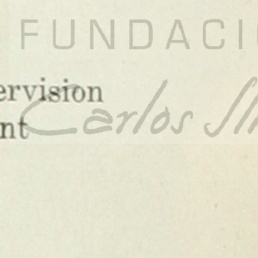 FUNDACI
ervision
Carlos Sli
nt